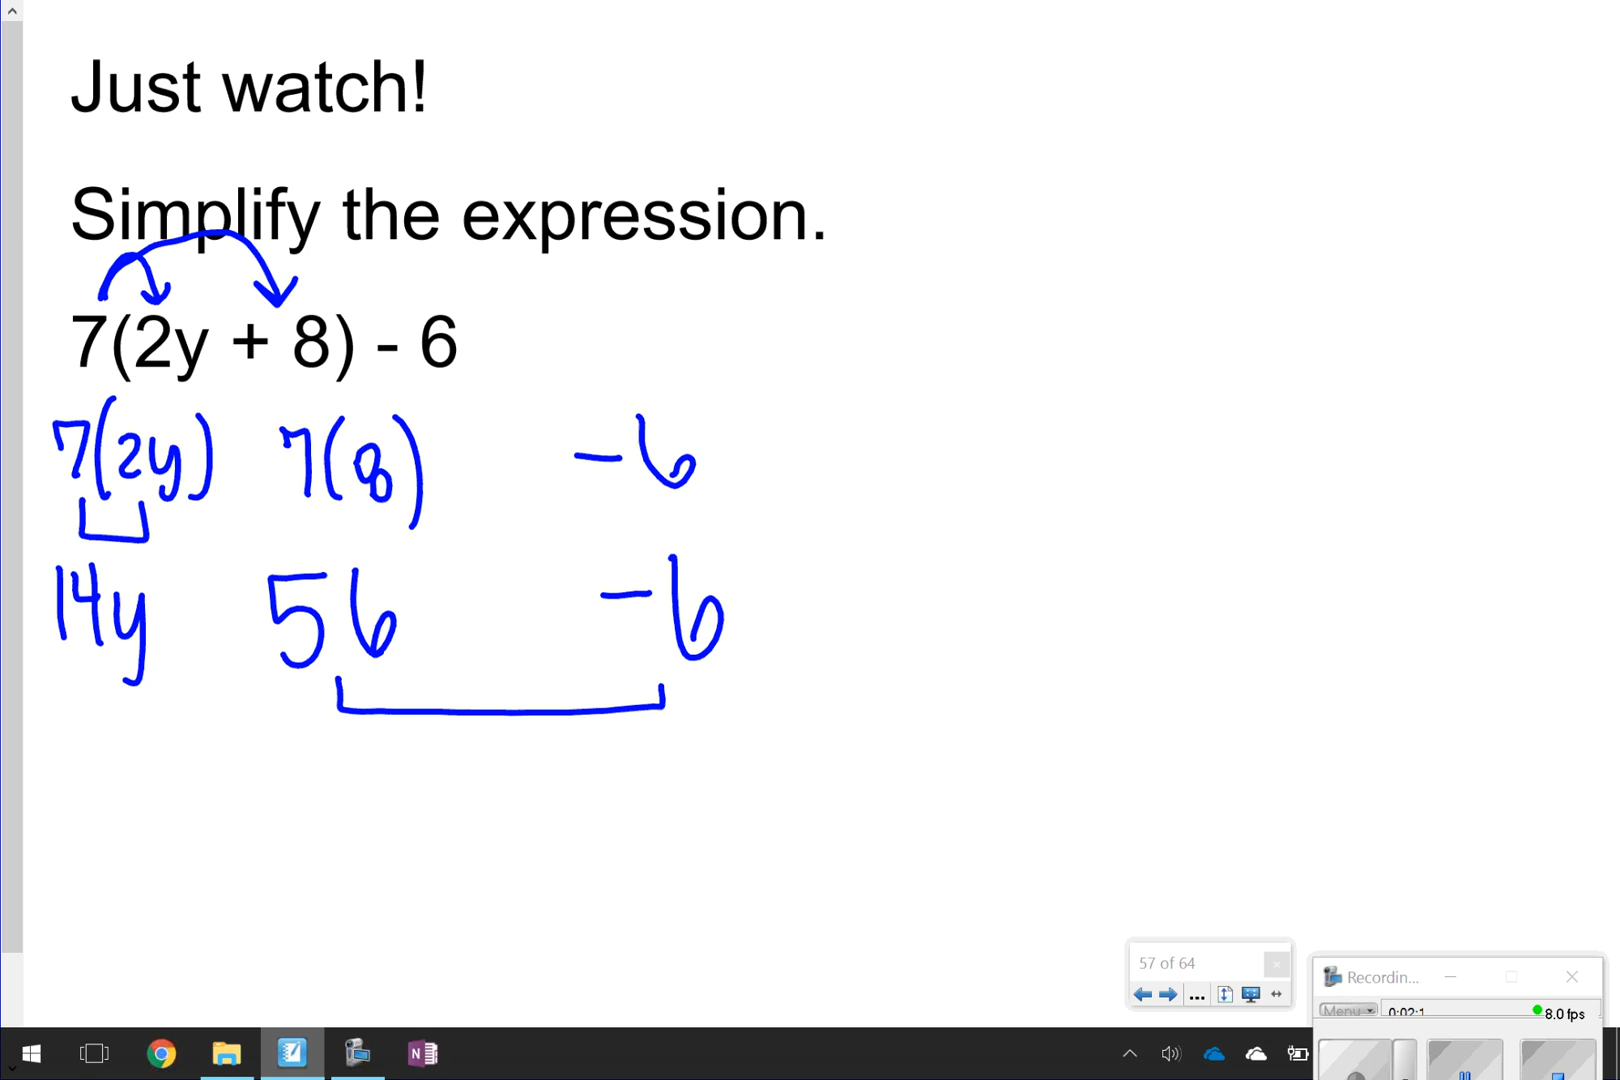 Just watch!
Simplify the expression.
7(2y + 8) - 6
7(2y) 7(8) -6
14y 56 -6
57 of 64
...
Recordin...
Menu
8.0 fps
N